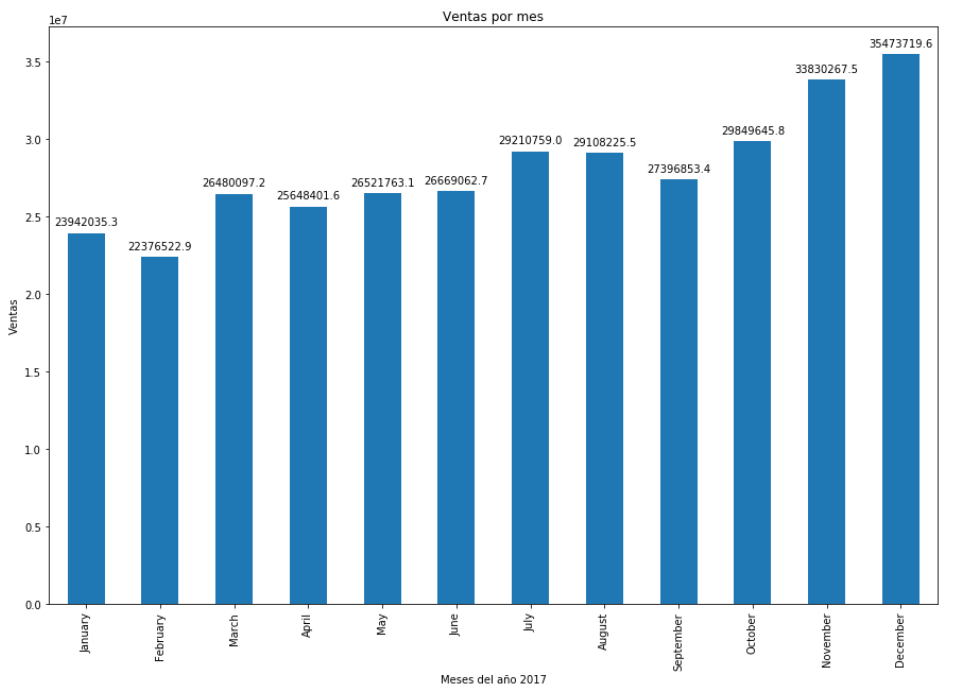 Ventas por mes
1e7
3.5
3.0
2.5
2.0
1.5
1.0
0.5
0.0
Ventas
23942035.3
22376522.9
26480097.2
25648401.6
26521763.1
26669062.7
29210759.0
29108225.5
27396853.4
29849645.8
33830267.5
35473719.6
January
February
March
April
May
June
July
August
September
October
November
December
Meses del año 2017